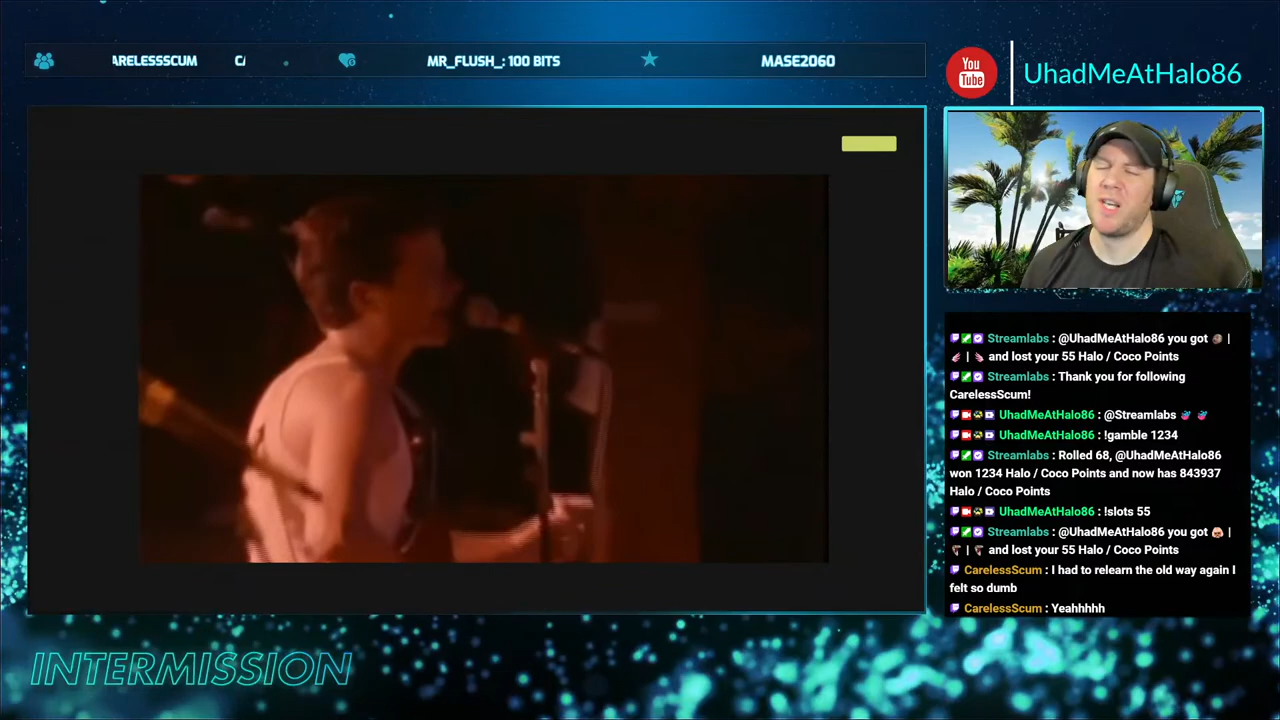 ARELESSSCUM CA
MR_FLUSH_: 100 BITS
MASE2060
You
Tube
UhadMeAtHalo86
Streamlabs : @UhadMeAtHalo86 you got |
| and lost your 55 Halo / Coco Points
Streamlabs : Thank you for following
CarelessScum!
UhadMeAtHalo86 : @Streamlabs
UhadMeAtHalo86 : !gamble 1234
Streamlabs : Rolled 68, @UhadMeAtHalo86
won 1234 Halo / Coco Points and now has 843937
Halo / Coco Points
UhadMeAtHalo86 : !slots 55
Streamlabs : @UhadMeAtHalo86 you got |
| and lost your 55 Halo / Coco Points
CarelessScum : I had to relearn the old way again I
felt so dumb
CarelessScum : Yeahhhhh
INTERMISSION